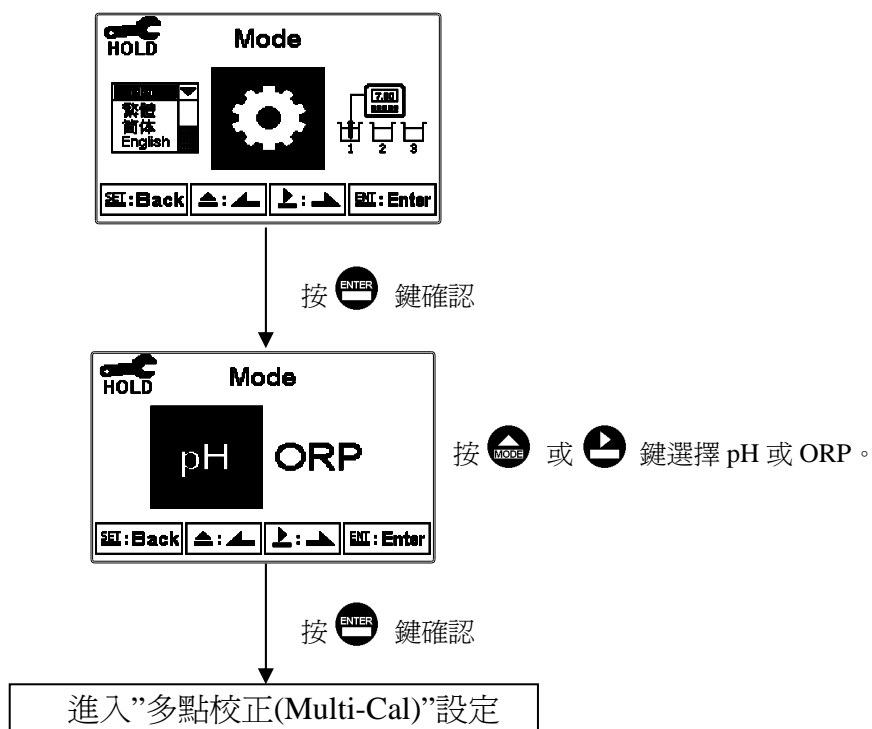 HOLD
Mode
繁體
简体
English
7.00
1 2 3
SET:Back
ENT:Enter
按 ENTER 鍵確認
HOLD
Mode
pH ORP
按 MODE 或 鍵選擇 pH 或 ORP。
SET:Back
ENT:Enter
按 ENTER 鍵確認
進入”多點校正(Multi-Cal)”設定